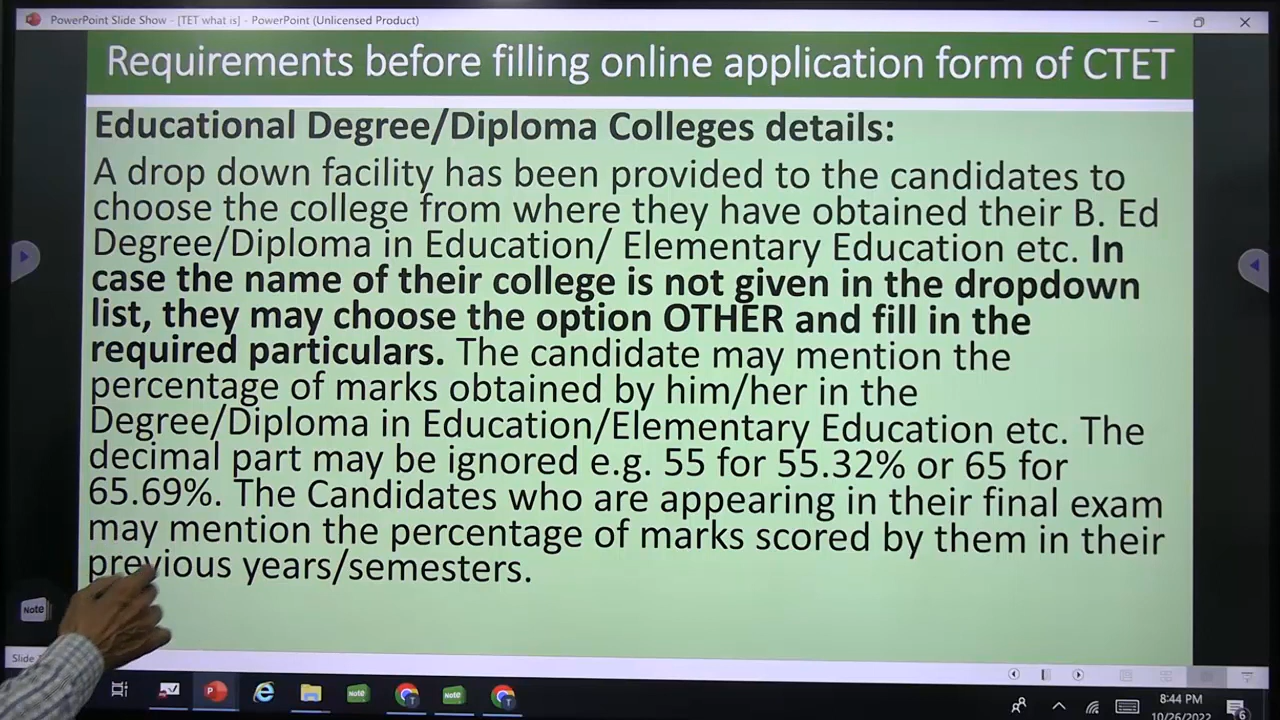 PowerPoint Slide Show - [TET what is] - PowerPoint (Unlicensed Product)
Requirements before filling online application form of CTET
Educational Degree/Diploma Colleges details:
A drop down facility has been provided to the candidates to
choose the college from where they have obtained their B. Ed
Degree/Diploma in Education/ Elementary Education etc. In
case the name of their college is not given in the dropdown
list, they may choose the option OTHER and fill in the
required particulars. The candidate may mention the
percentage of marks obtained by him/her in the
Degree/Diploma in Education/Elementary Education etc. The
decimal part may be ignored e.g. 55 for 55.32% or 65 for
65.69%. The Candidates who are appearing in their final exam
may mention the percentage of marks scored by them in their
previous years/semesters.
Note
Slide
Note
Note
8:44 PM